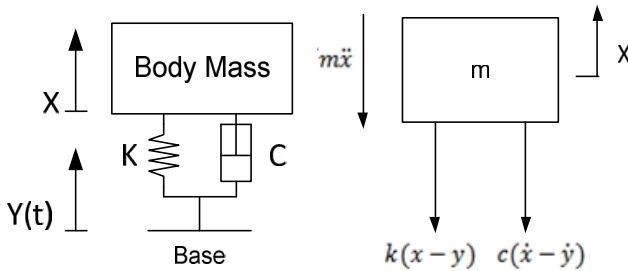 Body Mass
X
K
C
Y(t)
Base
mẍ
m
X
k(x − y)
c(ẋ − ẏ)